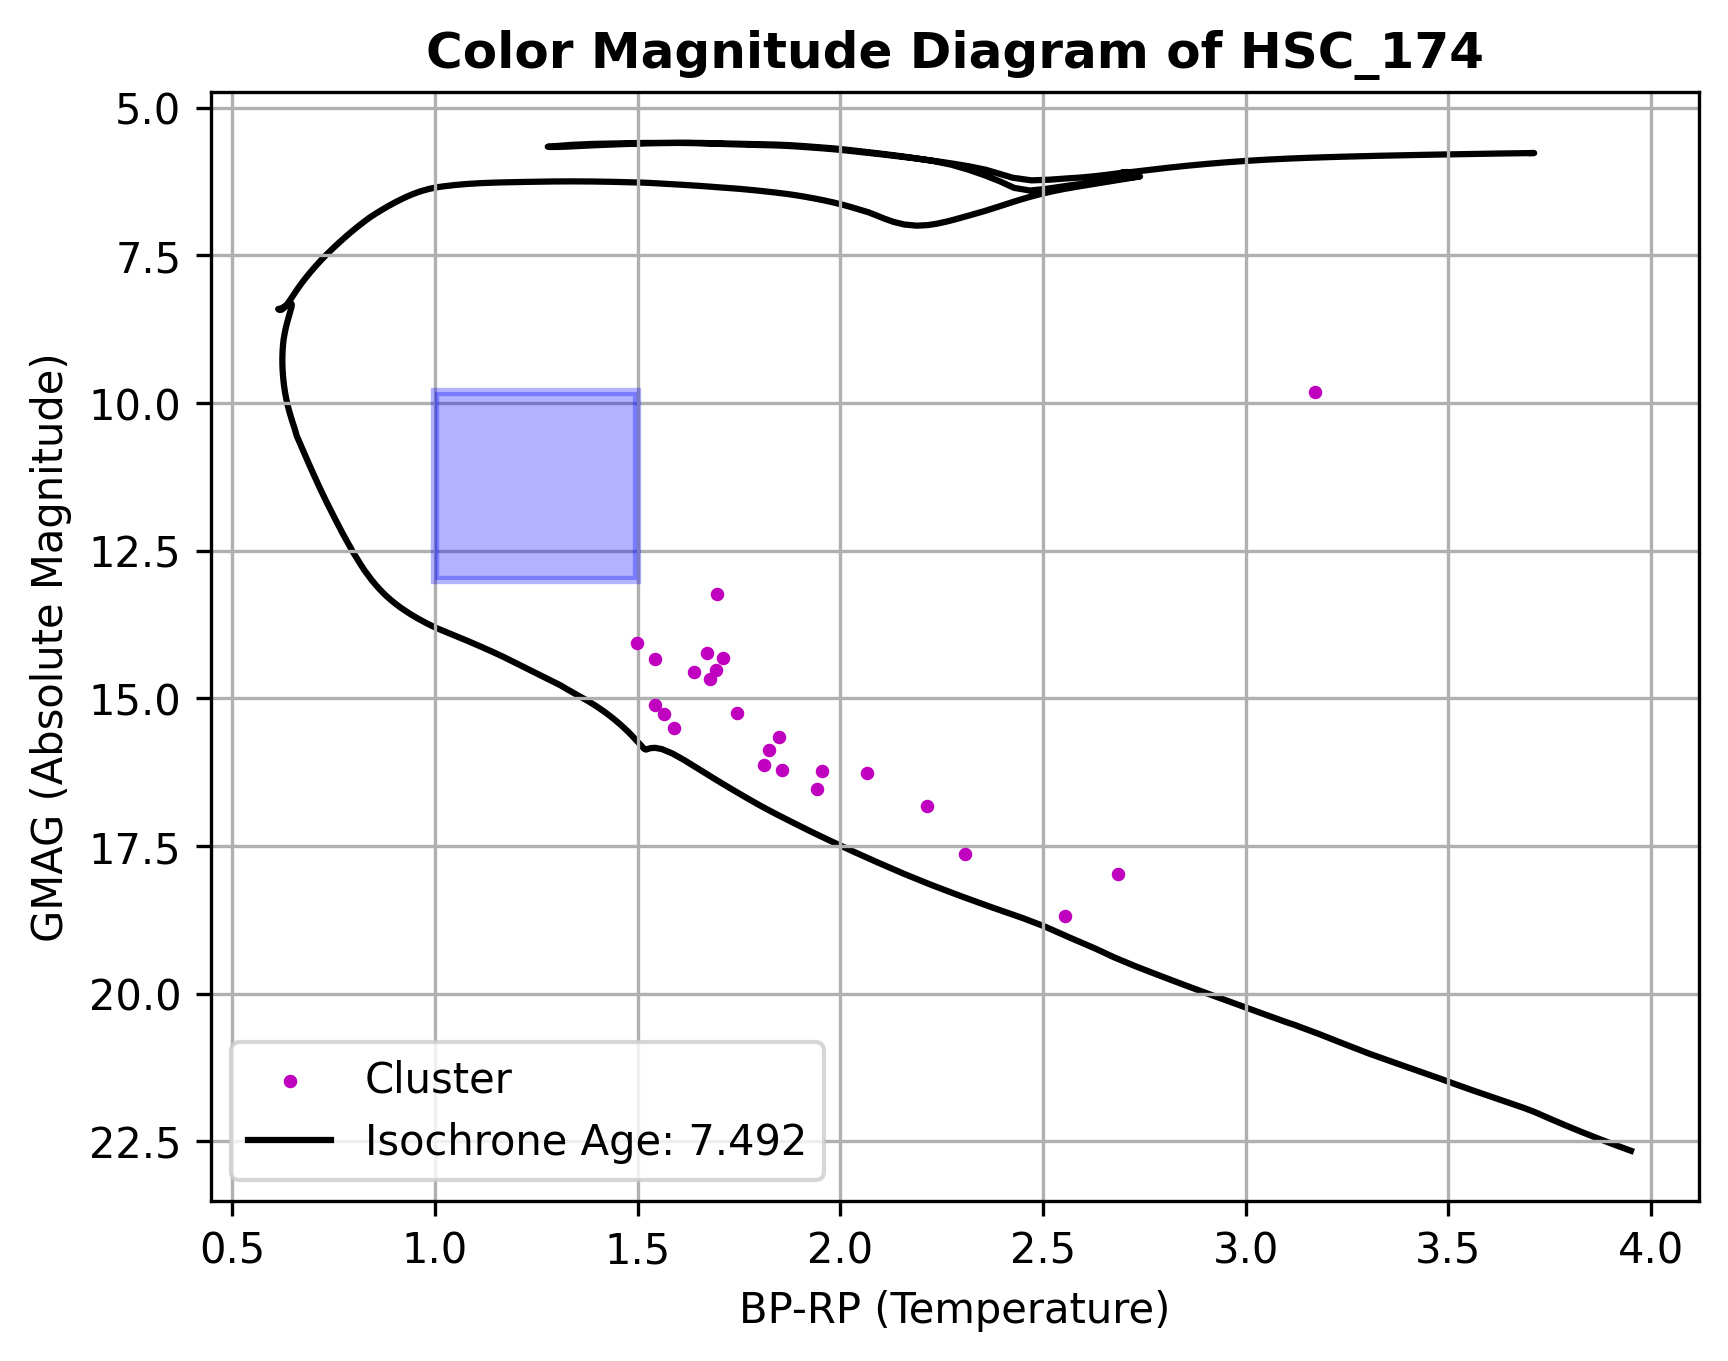 Color Magnitude Diagram of HSC_174
GMAG (Absolute Magnitude)
5.0
7.5
10.0
12.5
15.0
17.5
20.0
22.5
Cluster
Isochrone Age: 7.492
0.5 1.0 1.5 2.0 2.5 3.0 3.5 4.0
BP-RP (Temperature)